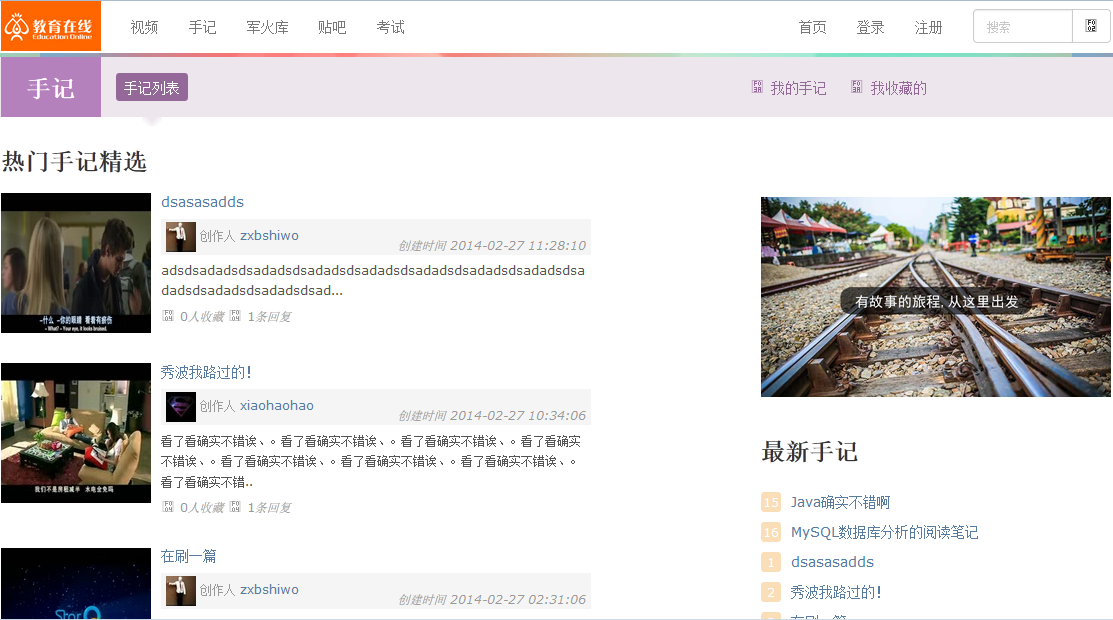 教育在线
Education Online
视频 手记 军火库 贴吧 考试
首页 登录 注册 搜索
手记 手记列表 我的手记 我收藏的
热门手记精选
dsasasadds
创作人 zxbshiwo 创建时间 2014-02-27 11:28:10
adsdsadadsdsadadsdsadadsdsadadsdsadadsdsadadsdsadadsdsa
dadsdsadadsdsadadsdsad...
0人收藏 1条回复
-什么 -你的眼睛 看着有瘀伤
- What? - Your eye, it looks bruised.
秀波我路过的!
创作人 xiaohaohao 创建时间 2014-02-27 10:34:06
看了看确实不错诶、。看了看确实不错诶、。看了看确实不错诶、。看了看确实
不错诶、。看了看确实不错诶、。看了看确实不错诶、。看了看确实不错诶、。
看了看确实不错..
0人收藏 1条回复
我们不是房租减半 水电全免吗
在刷一篇
创作人 zxbshiwo 创建时间 2014-02-27 02:31:06
有故事的旅程, 从这里出发
最新手记
15 Java确实不错啊
16 MySQL数据库分析的阅读笔记
1 dsasasadds
2 秀波我路过的!